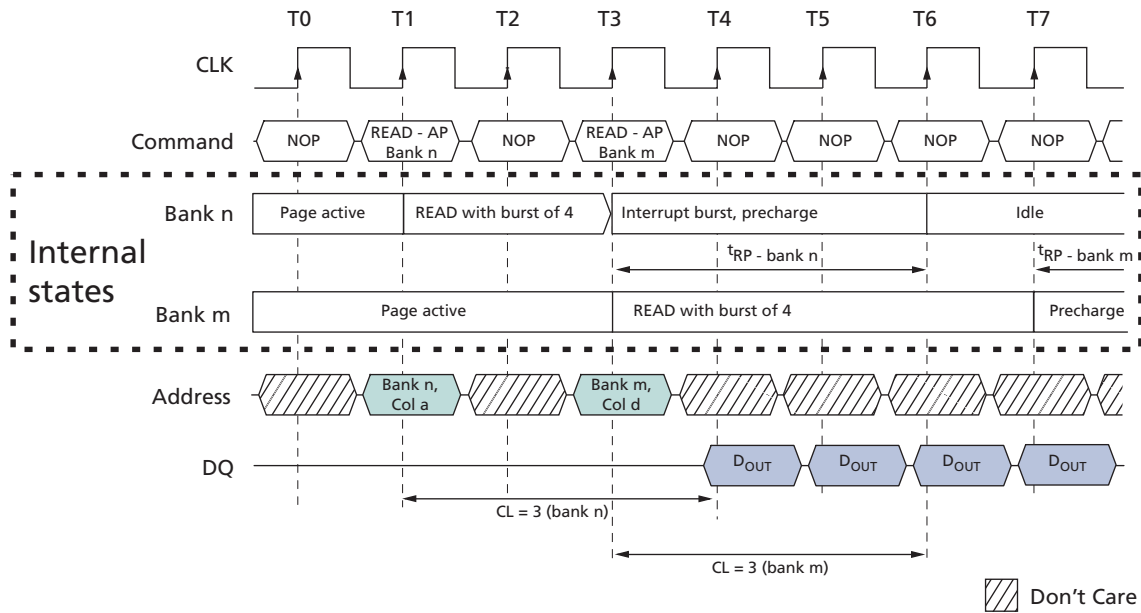 T0 T1 T2 T3 T4 T5 T6 T7
CLK
Command NOP READ - AP NOP READ - AP NOP NOP NOP NOP
Bank n Bank m
Bank n Page active READ with burst of 4 Interrupt burst, precharge Idle
Internal
states
tRP - bank n tRP - bank m
Bank m Page active READ with burst of 4 Precharge
Address Bank n, Bank m,
Col a Col d
DQ DOUT DOUT DOUT DOUT
CL = 3 (bank n)
CL = 3 (bank m)
Don't Care